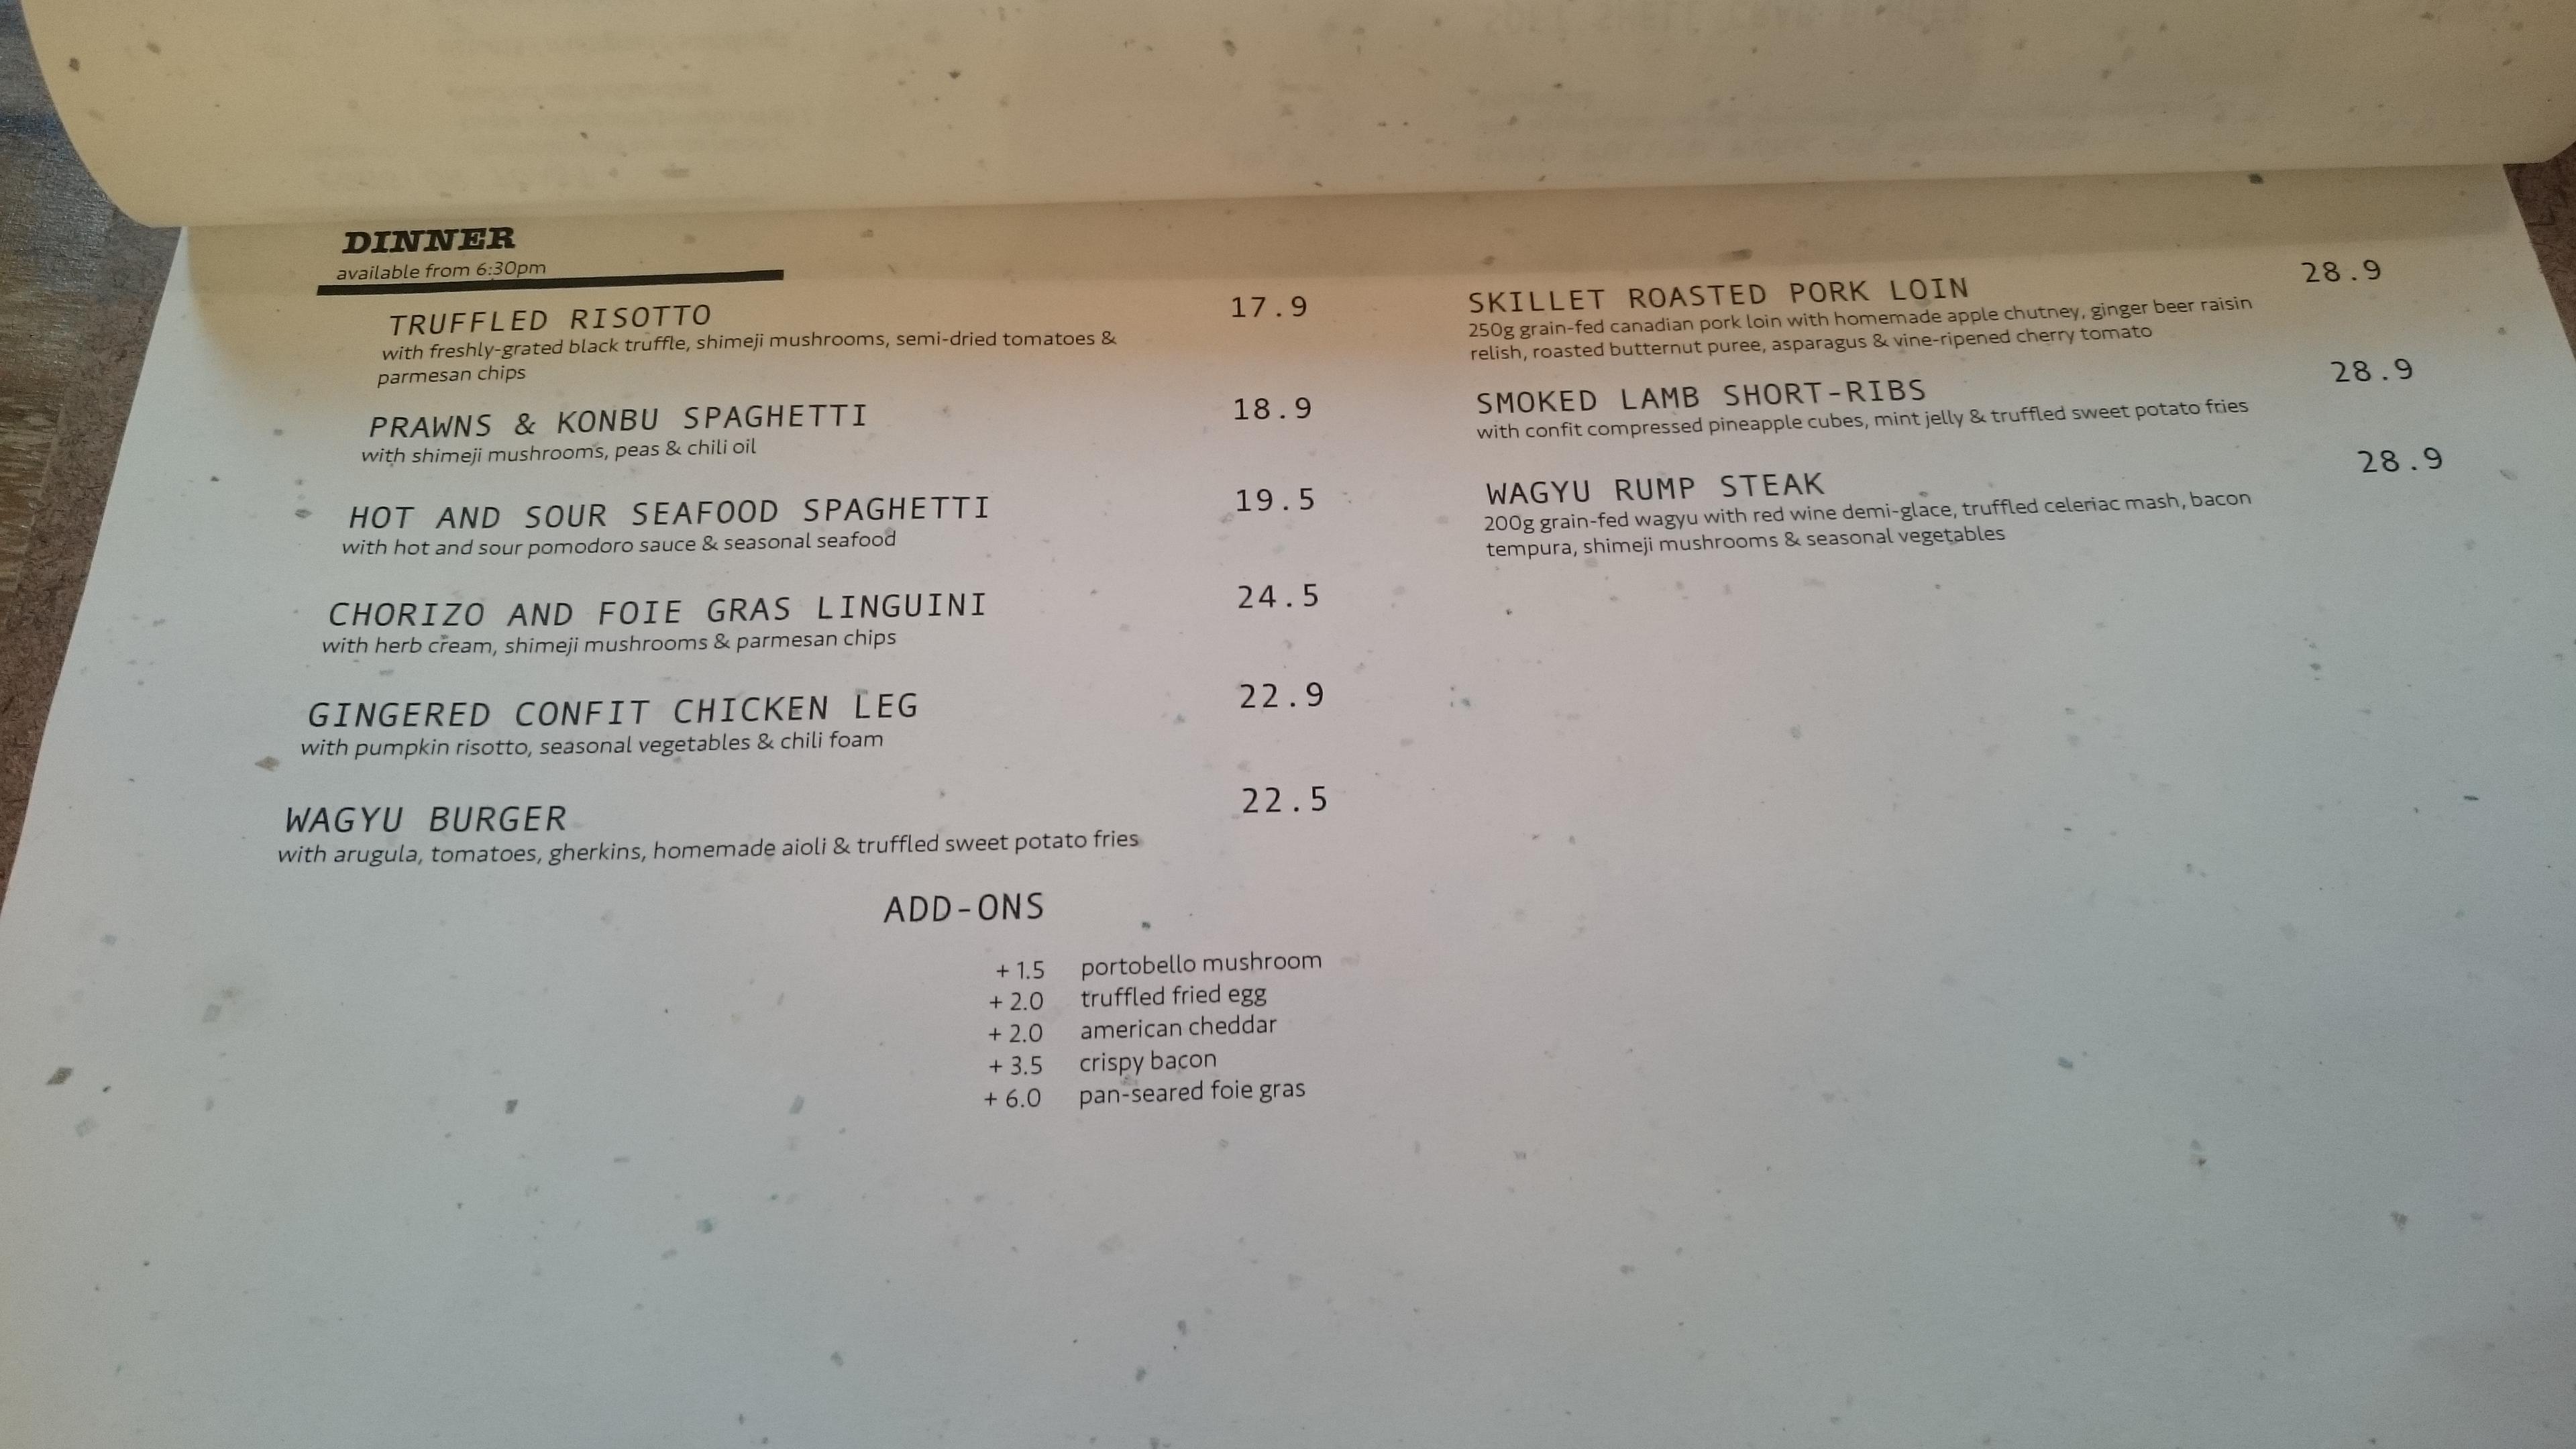 DINNER
available from 6:30pm
TRUFFLED RISOTTO 17.9
with freshly-grated black truffle, shimeji mushrooms, semi-dried tomatoes &
parmesan chips
PRAWNS & KONBU SPAGHETTI 18.9
with shimeji mushrooms, peas & chili oil
HOT AND SOUR SEAFOOD SPAGHETTI 19.5
with hot and sour pomodoro sauce & seasonal seafood
CHORIZO AND FOIE GRAS LINGUINI 24.5
with herb cream, shimeji mushrooms & parmesan chips
GINGERED CONFIT CHICKEN LEG 22.9
with pumpkin risotto, seasonal vegetables & chili foam
WAGYU BURGER 22.5
with arugula, tomatoes, gherkins, homemade aioli & truffled sweet potato fries
ADD-ONS
+ 1.5 portobello mushroom
+ 2.0 truffled fried egg
+ 2.0 american cheddar
+ 3.5 crispy bacon
+ 6.0 pan-seared foie gras
SKILLET ROASTED PORK LOIN 28.9
250g grain-fed canadian pork loin with homemade apple chutney, ginger beer raisin
relish, roasted butternut puree, asparagus & vine-ripened cherry tomato
SMOKED LAMB SHORT-RIBS 28.9
with confit compressed pineapple cubes, mint jelly & truffled sweet potato fries
WAGYU RUMP STEAK 28.9
200g grain-fed wagyu with red wine demi-glace, truffled celeriac mash, bacon
tempura, shimeji mushrooms & seasonal vegetables